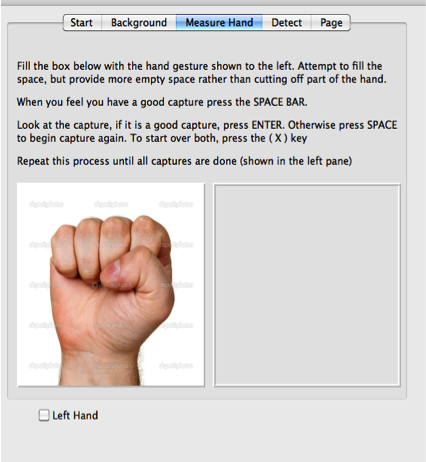 Start Background Measure Hand Detect Page
Fill the box below with the hand gesture shown to the left. Attempt to fill the
space, but provide more empty space rather than cutting off part of the hand.
When you feel you have a good capture press the SPACE BAR.
Look at the capture, if it is a good capture, press ENTER. Otherwise press SPACE
to begin capture again. To start over both, press the ( X ) key
Repeat this process until all captures are done (shown in the left pane)
Left Hand